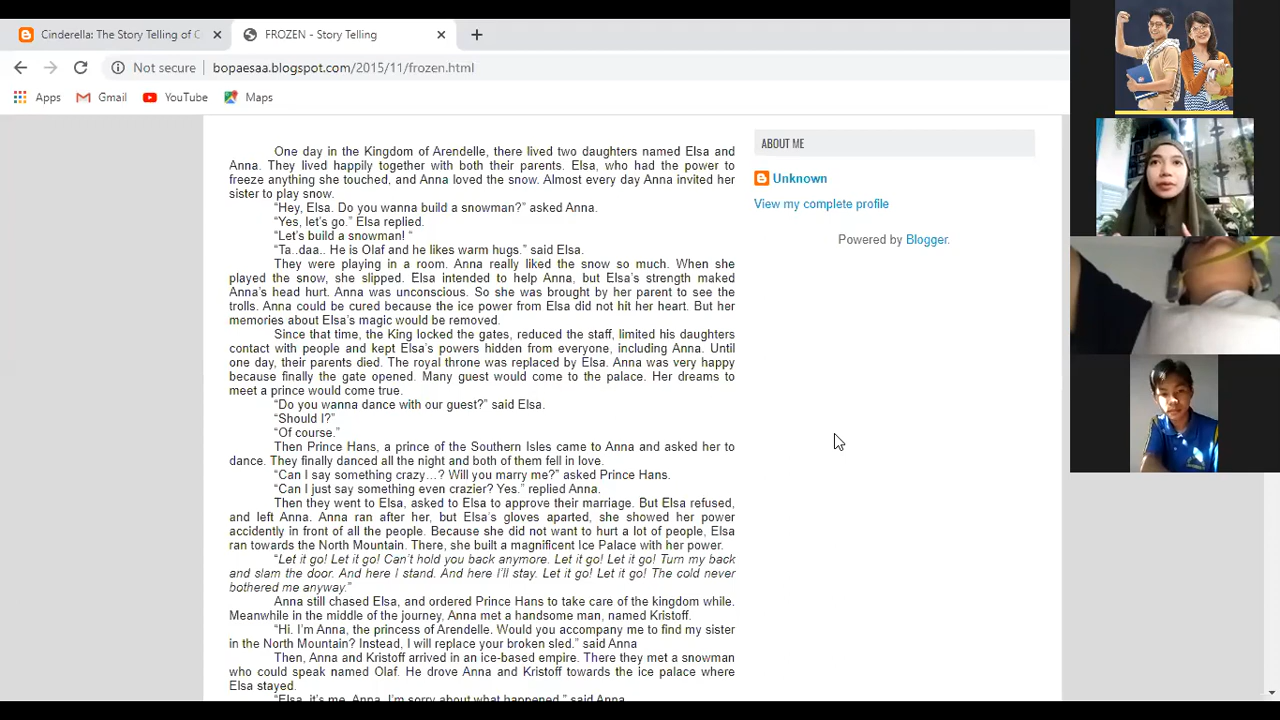 Cinderella: The Story Telling of C
FROZEN - Story Telling
Not secure
bopaesaa.blogspot.com/2015/11/frozen.html
Apps
Gmail
YouTube
Maps
One day in the Kingdom of Arendelle, there lived two daughters named Elsa and
Anna. They lived happily together with both their parents. Elsa, who had the power to
freeze anything she touched, and Anna loved the snow. Almost every day Anna invited her
sister to play snow.
“Hey, Elsa. Do you wanna build a snowman?” asked Anna.
“Yes, let’s go.” Elsa replied.
“Let’s build a snowman! “
“Ta..daa.. He is Olaf and he likes warm hugs.” said Elsa.
They were playing in a room. Anna really liked the snow so much. When she
played the snow, she slipped. Elsa intended to help Anna, but Elsa’s strength maked
Anna’s head hurt. Anna was unconscious. So she was brought by her parent to see the
trolls. Anna could be cured because the ice power from Elsa did not hit her heart. But her
memories about Elsa’s magic would be removed.
Since that time, the King locked the gates, reduced the staff, limited his daughters
contact with people and kept Elsa’s powers hidden from everyone, including Anna. Until
one day, their parents died. The royal throne was replaced by Elsa. Anna was very happy
because finally the gate opened. Many guest would come to the palace. Her dreams to
meet a prince would come true.
“Do you wanna dance with our guest?” said Elsa.
“Should I?”
“Of course.”
Then Prince Hans, a prince of the Southern Isles came to Anna and asked her to
dance. They finally danced all the night and both of them fell in love.
“Can I say something crazy…? Will you marry me?” asked Prince Hans.
“Can I just say something even crazier? Yes.” replied Anna.
Then they went to Elsa, asked to Elsa to approve their marriage. But Elsa refused,
and left Anna. Anna ran after her, but Elsa’s gloves aparted, she showed her power
accidently in front of all the people. Because she did not want to hurt a lot of people, Elsa
ran towards the North Mountain. There, she built a magnificent Ice Palace with her power.
“Let it go! Let it go! Can’t hold you back anymore. Let it go! Let it go! Turn my back
and slam the door. And here I stand. And here I’ll stay. Let it go! Let it go! The cold never
bothered me anyway.”
Anna still chased Elsa, and ordered Prince Hans to take care of the kingdom while.
Meanwhile in the middle of the journey, Anna met a handsome man, named Kristoff.
“Hi. I’m Anna, the princess of Arendelle. Would you accompany me to find my sister
in the North Mountain? Instead, I will replace your broken sled.” said Anna
Then, Anna and Kristoff arrived in an ice-based empire. There they met a snowman
who could speak named Olaf. He drove Anna and Kristoff towards the ice palace where
Elsa stayed.
“Elsa, it’s me, Anna. I’m sorry about what happened.” said Anna.
ABOUT ME
Unknown
View my complete profile
Powered by Blogger.